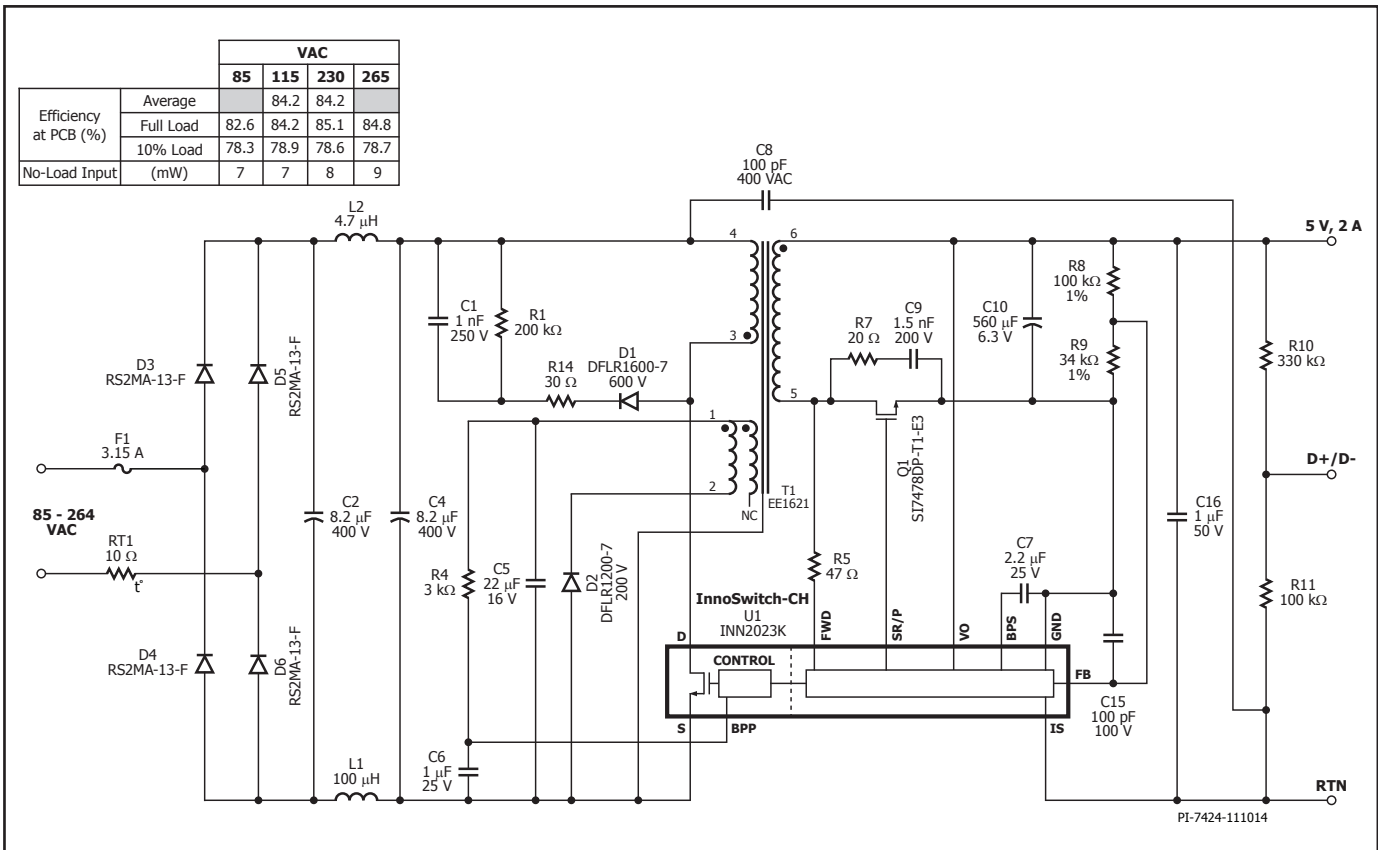 VAC
85 115 230 265
Efficiency
at PCB (%)
Average 84.2 84.2
Full Load 82.6 84.2 85.1 84.8
10% Load 78.3 78.9 78.6 78.7
No-Load Input (mW) 7 7 8 9
C8
100 pF
400 VAC
L2
4.7 μH
4
6
5 V, 2 A
C1
1 nF
250 V
R1
200 kΩ
3
R7
20 Ω
C9
1.5 nF
200 V
C10
560 μF
6.3 V
R8
100 kΩ
1%
R9
34 kΩ
1%
R10
330 kΩ
D3
RS2MA-13-F
D5
RS2MA-13-F
R14
30 Ω
D1
DFLR1600-7
600 V
5
1
2
NC
T1
EE1621
Q1
SI7478DP-T1-E3
F1
3.15 A
D+/D-
85 - 264
VAC
RT1
10 Ω
t°
C2
8.2 μF
400 V
C4
8.2 μF
400 V
R4
3 kΩ
C5
22 μF
16 V
D2
DFLR1200-7
200 V
R5
47 Ω
C7
2.2 μF
25 V
C16
1 μF
50 V
R11
100 kΩ
InnoSwitch-CH
U1
INN2023K
D
FWD
SR/P
VO
BPS
GND
CONTROL
FB
D4
RS2MA-13-F
D6
RS2MA-13-F
S
BPP
IS
C15
100 pF
100 V
C6
1 μF
25 V
L1
100 μH
RTN
PI-7424-111014